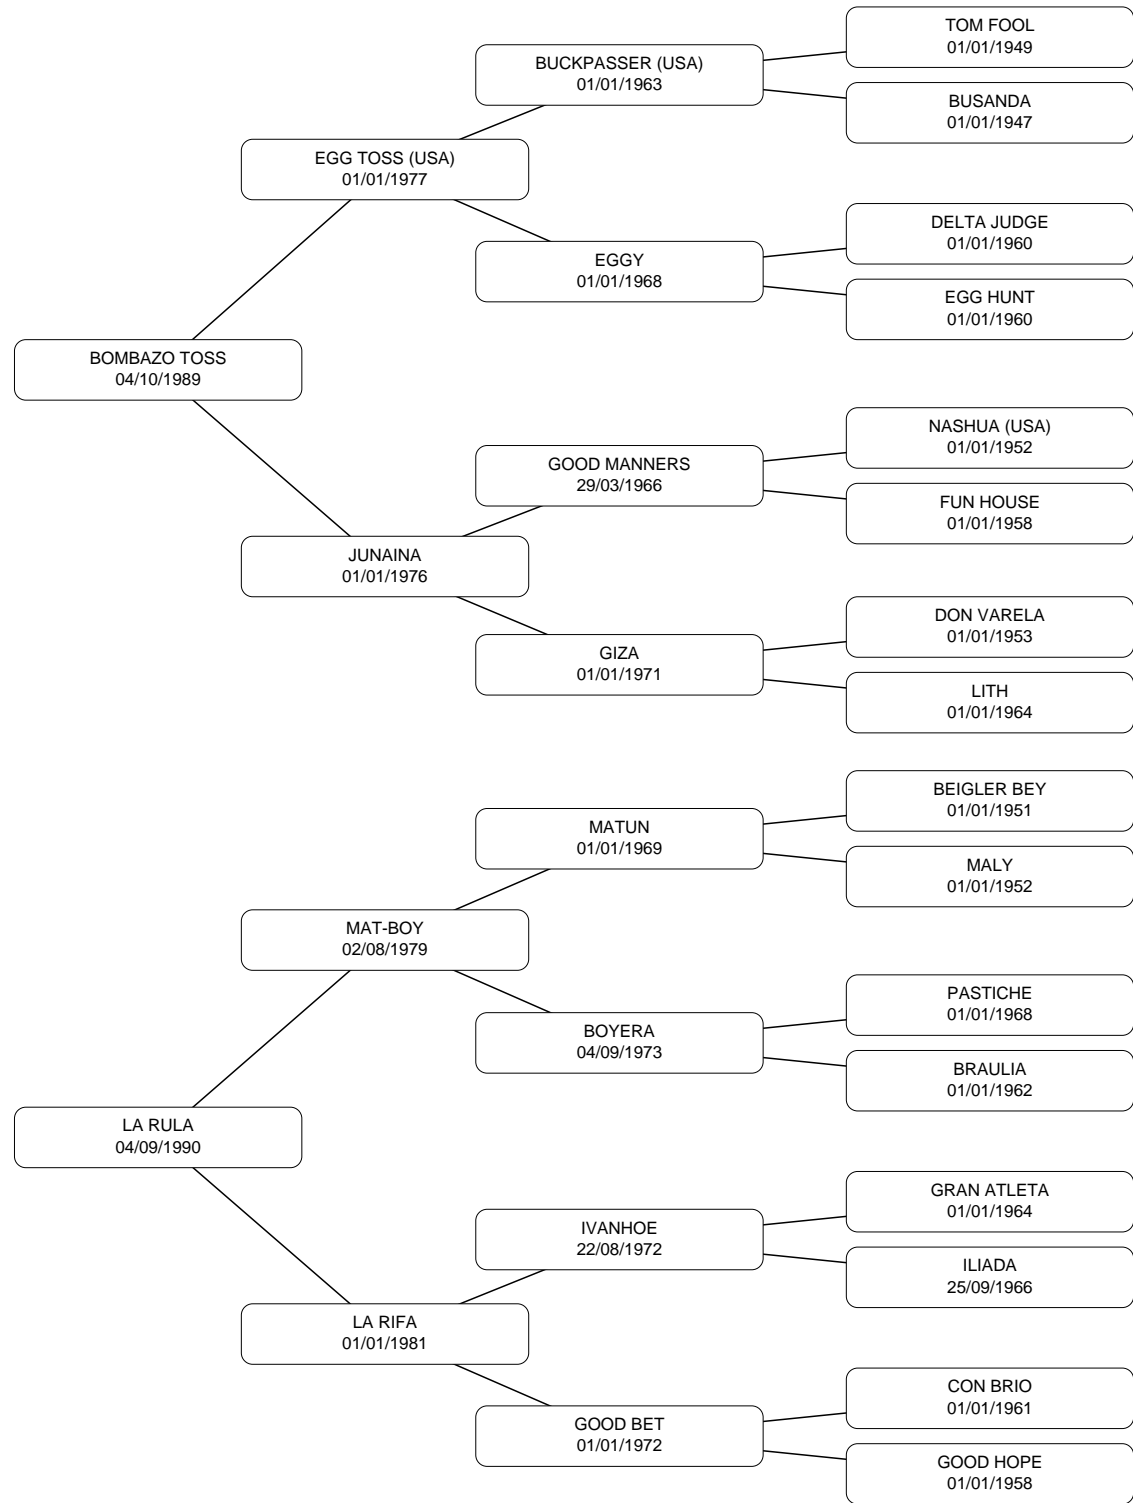 TOM FOOL
01/01/1949
BUCKPASSER (USA)
01/01/1963
BUSANDA
01/01/1947
EGG TOSS (USA)
01/01/1977
DELTA JUDGE
01/01/1960
EGGY
01/01/1968
EGG HUNT
01/01/1960
BOMBAZO TOSS
04/10/1989
NASHUA (USA)
01/01/1952
GOOD MANNERS
29/03/1966
FUN HOUSE
01/01/1958
JUNAINA
01/01/1976
DON VARELA
01/01/1953
GIZA
01/01/1971
LITH
01/01/1964
BEIGLER BEY
01/01/1951
MATUN
01/01/1969
MALY
01/01/1952
MAT-BOY
02/08/1979
PASTICHE
01/01/1968
BOYERA
04/09/1973
BRAULIA
01/01/1962
LA RULA
04/09/1990
GRAN ATLETA
01/01/1964
IVANHOE
22/08/1972
ILIADA
25/09/1966
LA RIFA
01/01/1981
CON BRIO
01/01/1961
GOOD BET
01/01/1972
GOOD HOPE
01/01/1958